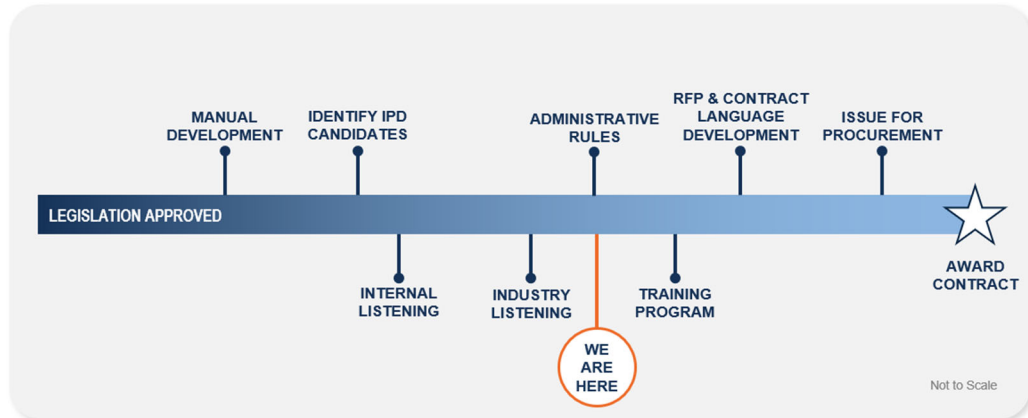 MANUAL
DEVELOPMENT
IDENTIFY IPD
CANDIDATES
ADMINISTRATIVE
RULES
RFP & CONTRACT
LANGUAGE
DEVELOPMENT
ISSUE FOR
PROCUREMENT
LEGISLATION APPROVED
INTERNAL
LISTENING
INDUSTRY
LISTENING
WE
ARE
HERE
TRAINING
PROGRAM
AWARD
CONTRACT
Not to Scale